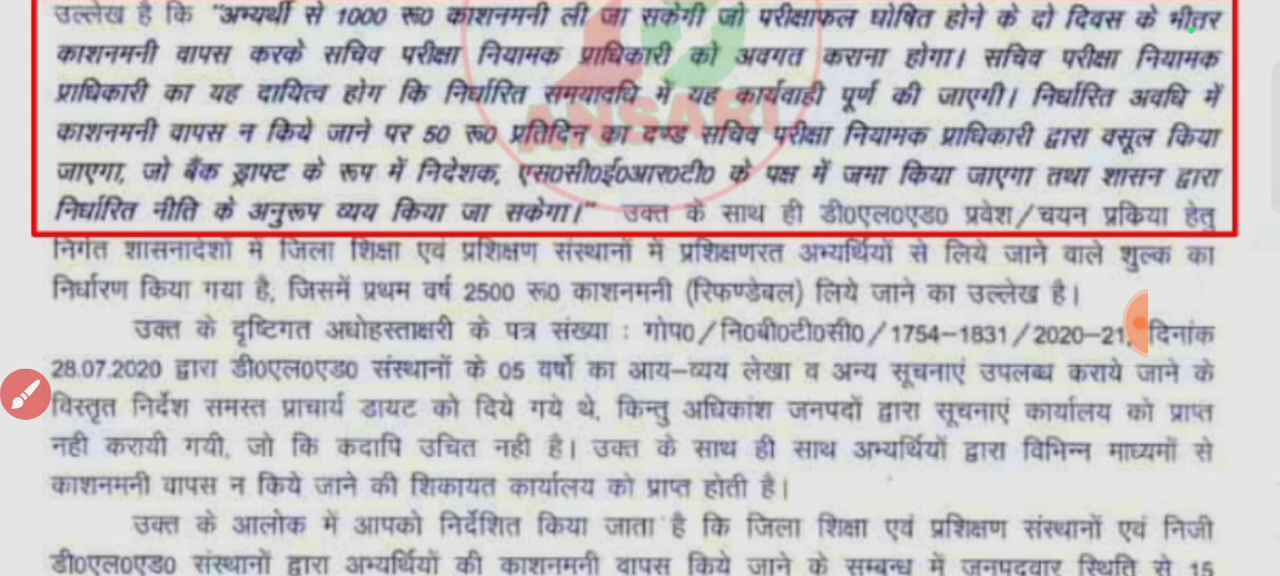 उल्लेख है कि "अभ्यर्थी से 1000 रू0 काशनमनी ली जा सकेगी जो परीक्षाफल घोषित होने के दो दिवस के भीतर
काशनमनी वापस करके सचिव परीक्षा नियामक प्राधिकारी को अवगत कराना होगा। सचिव परीक्षा नियामक
प्राधिकारी का यह दायित्व होग कि निर्धारित समयावधि में यह कार्यवाही पूर्ण की जाएगी। निर्धारित अवधि में
काशनमनी वापस न किये जाने पर 50 रू0 प्रतिदिन का दण्ड सचिव परीक्षा नियामक प्राधिकारी द्वारा वसूल किया
जाएगा, जो बैंक ड्राफ्ट के रूप में निदेशक, एस0सी0ई0आर0टी0 के पक्ष में जमा किया जाएगा तथा शासन द्वारा
निर्धारित नीति के अनुरूप व्यय किया जा सकेगा।" उक्त के साथ ही डी0एल0एड0 प्रवेश/चयन प्रकिया हेतु
निर्गत शासनादेशों में जिला शिक्षा एवं प्रशिक्षण संस्थानों में प्रशिक्षणरत अभ्यर्थियों से लिये जाने वाले शुल्क का
निर्धारण किया गया है, जिसमें प्रथम वर्ष 2500 रू0 काशनमनी (रिफण्डेबल) लिये जाने का उल्लेख है।
उक्त के दृष्टिगत अधोहस्ताक्षरी के पत्र संख्या : गोप0/नि0बी0टी0सी0/1754-1831/2020-21, दिनांक
28.07.2020 द्वारा डी0एल0एड0 संस्थानों के 05 वर्षो का आय-व्यय लेखा व अन्य सूचनाएं उपलब्ध कराये जाने के
विस्तृत निर्देश समस्त प्राचार्य डायट को दिये गये थे, किन्तु अधिकांश जनपदों द्वारा सूचनाएं कार्यालय को प्राप्त
नही करायी गयी, जो कि कदापि उचित नही है। उक्त के साथ ही साथ अभ्यर्थियों द्वारा विभिन्न माध्यमों से
काशनमनी वापस न किये जाने की शिकायत कार्यालय को प्राप्त होती है।
उक्त के आलोक में आपको निर्देशित किया जाता है कि जिला शिक्षा एवं प्रशिक्षण संस्थानों एवं निजी
डी0एल0एड0 संस्थानों द्वारा अभ्यर्थियों की काशनमनी वापस किये जाने के सम्बन्ध में जनपदवार स्थिति से 15
ANSARI